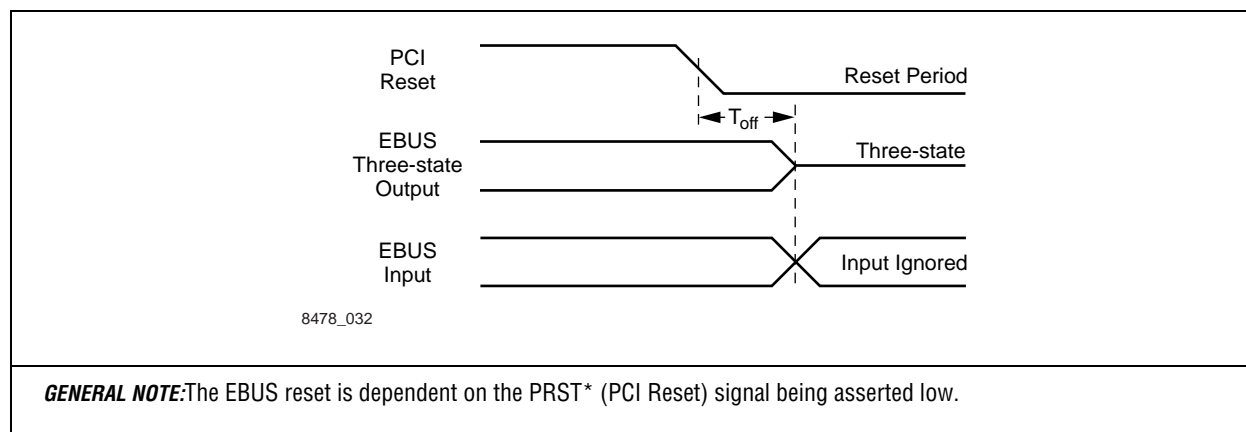 PCI
Reset
Reset Period
Toff
EBUS
Three-state
Output
Three-state
EBUS
Input
Input Ignored
8478_032
GENERAL NOTE:The EBUS reset is dependent on the PRST* (PCI Reset) signal being asserted low.